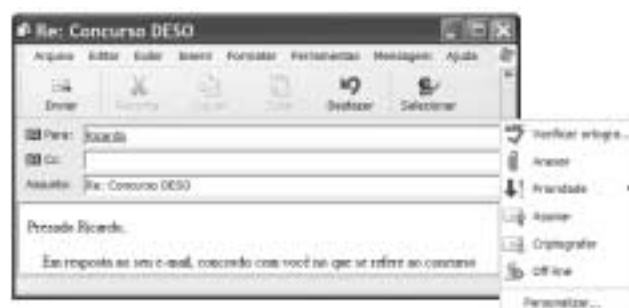 Re: Concurso DESO
Arquivo Editar Exibir Inserir Formatar Ferramentas Mensagem Ajuda
Enviar Recortar Copiar Colar Desfazer Selecionar
Para: Ricardo
Cc:
Assunto: Re: Concurso DESO
Prezado Ricardo,
Em resposta ao seu e-mail, concordo com você no que se refere ao concurso
Verificar ortogra...
Anexar
Prioridade
Assinar
Criptografar
Off-line
Personalizar...